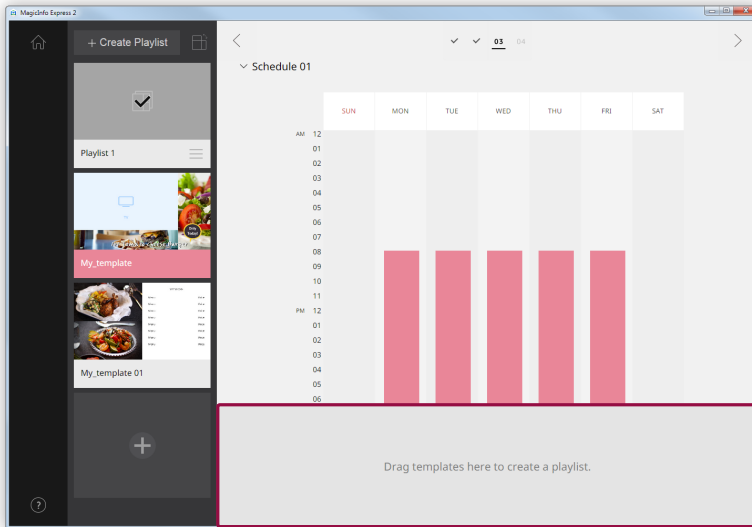 MagicInfo Express 2
+ Create Playlist
03 04
Schedule 01
SUN MON TUE WED THU FRI SAT
AM 12
01
02
03
04
05
06
07
08
09
10
11
PM 12
01
02
03
04
05
06
Playlist 1
My_template
My_template 01
Drag templates here to create a playlist.
?